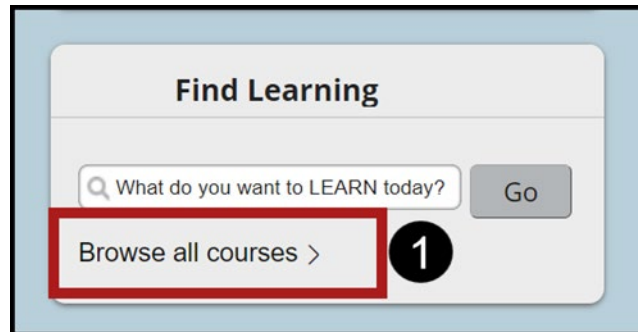 Find Learning
What do you want to LEARN today? Go
Browse all courses > 1